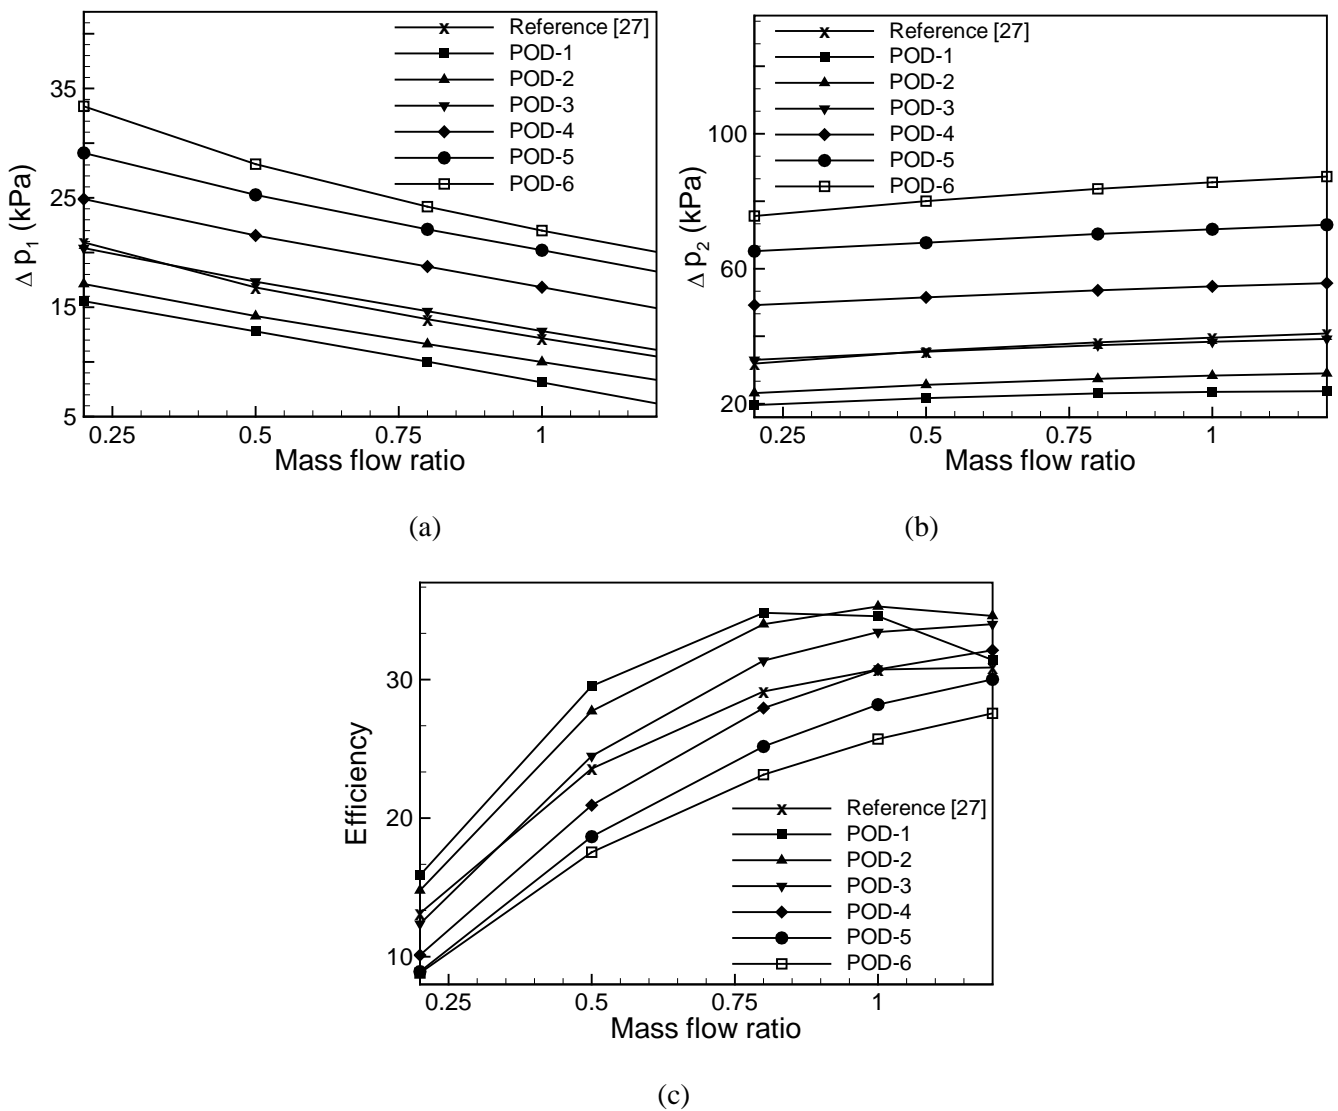 Reference [27]
POD-1
POD-2
POD-3
POD-4
POD-5
POD-6
35
25
15
5
Δ p1 (kPa)
0.25 0.5 0.75 1
Mass flow ratio
(a)
Reference [27]
POD-1
POD-2
POD-3
POD-4
POD-5
POD-6
100
60
20
Δ p2 (kPa)
0.25 0.5 0.75 1
Mass flow ratio
(b)
30
20
10
Efficiency
Reference [27]
POD-1
POD-2
POD-3
POD-4
POD-5
POD-6
0.25 0.5 0.75 1
Mass flow ratio
(c)